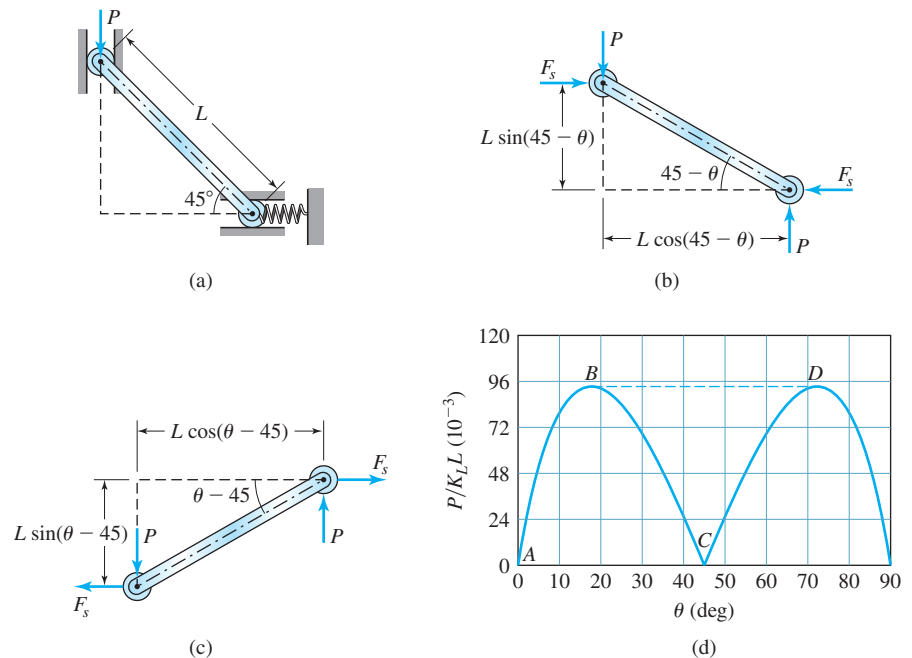 P
L
45°
(a)
P
F_s
L sin(45 − θ)
45 − θ
F_s
L cos(45 − θ)
P
(b)
L cos(θ − 45)
F_s
θ − 45
L sin(θ − 45)
P
P
F_s
(c)
120
96
72
48
24
0
P/K_L L (10⁻³)
B
D
C
A
0 10 20 30 40 50 60 70 80 90
θ (deg)
(d)